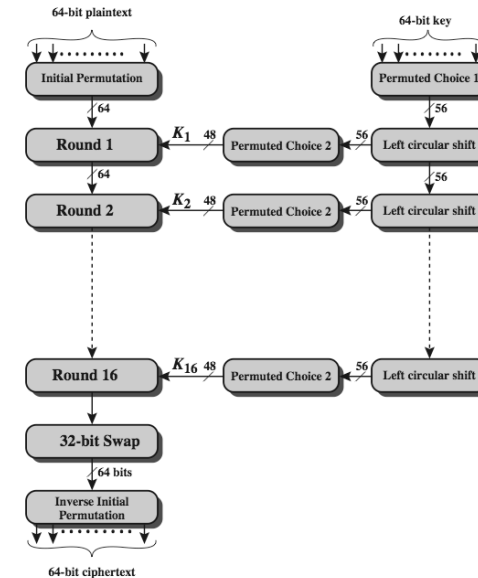 64-bit plaintext
64-bit key
Initial Permutation
Permuted Choice 1
64
56
Round 1
K1
48
Permuted Choice 2
56
Left circular shift
64
56
Round 2
K2
48
Permuted Choice 2
56
Left circular shift
Round 16
K16
48
Permuted Choice 2
56
Left circular shift
32-bit Swap
64 bits
Inverse Initial
Permutation
64-bit ciphertext